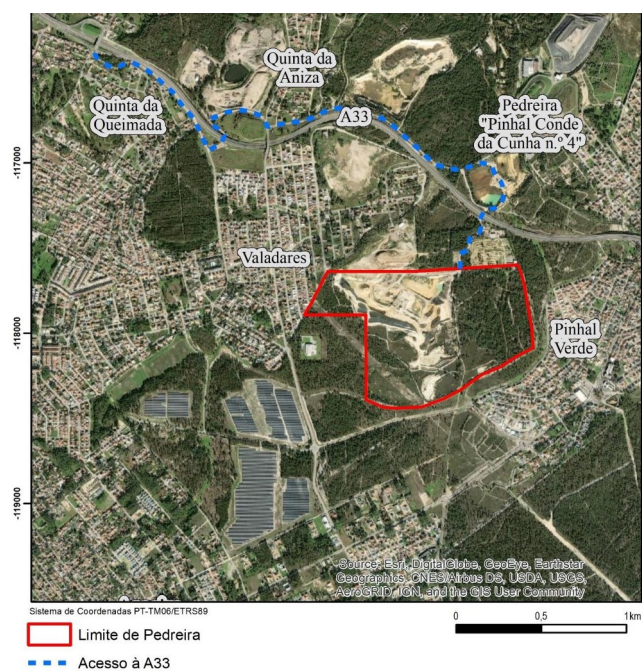 Quinta da
Aniza
Quinta da
Queimada
A33
Pedreira
"Pinhal Conde
da Cunha n.º 4"
-117000
Valadares
-118000
Pinhal
Verde
-119000
Source: Esri, DigitalGlobe, GeoEye, Earthstar
Geographics, CNES/Airbus DS, USDA, USGS,
AeroGRID, IGN, and the GIS User Community
Sistema de Coordenadas PT-TM06/ETRS89
0 0,5 1km
Limite de Pedreira
Acesso à A33